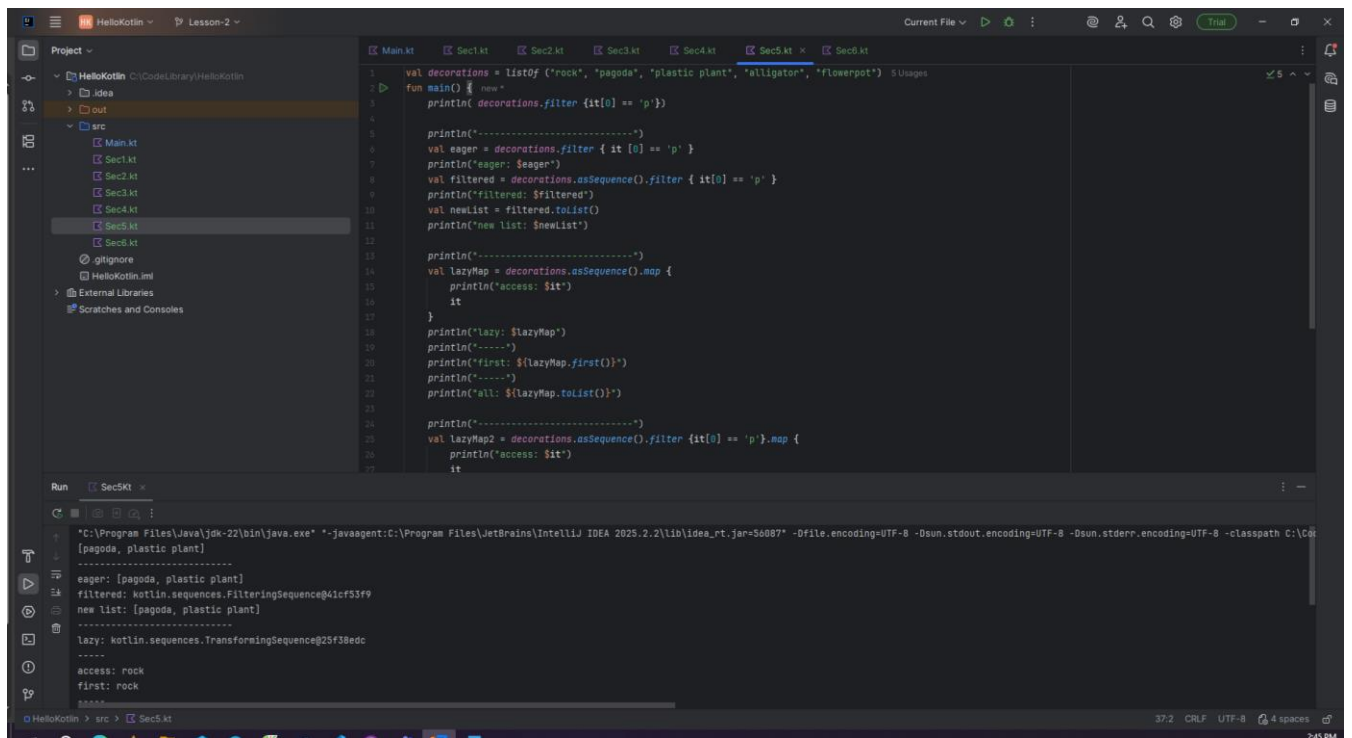 HK HelloKotlin Lesson-2 Current File Trial
Project
Main.kt Sec1.kt Sec2.kt Sec3.kt Sec4.kt Sec5.kt Sec6.kt
HelloKotlin C:\CodeLibrary\HelloKotlin
.idea
out
src
Main.kt
Sec1.kt
Sec2.kt
Sec3.kt
Sec4.kt
Sec5.kt
Sec6.kt
.gitignore
HelloKotlin.iml
External Libraries
Scratches and Consoles
1 val decorations = listOf ("rock", "pagoda", "plastic plant", "alligator", "flowerpot") 5 Usages 5
2 fun main() { new *
3 println( decorations.filter {it[0] == 'p'})
4
5 println("---------------------------")
6 val eager = decorations.filter { it [0] == 'p' }
7 println("eager: $eager")
8 val filtered = decorations.asSequence().filter { it[0] == 'p' }
9 println("filtered: $filtered")
10 val newList = filtered.toList()
11 println("new list: $newList")
12
13 println("---------------------------")
14 val lazyMap = decorations.asSequence().map {
15 println("access: $it")
16 it
17 }
18 println("lazy: $lazyMap")
19 println("-----")
20 println("first: ${lazyMap.first()}")
21 println("-----")
22 println("all: ${lazyMap.toList()}")
23
24 println("---------------------------")
25 val lazyMap2 = decorations.asSequence().filter {it[0] == 'p'}.map {
26 println("access: $it")
27 it
Run Sec5Kt
"C:\Program Files\Java\jdk-22\bin\java.exe" "-javaagent:C:\Program Files\JetBrains\IntelliJ IDEA 2025.2.2\lib\idea_rt.jar=56087" -Dfile.encoding=UTF-8 -Dsun.stdout.encoding=UTF-8 -Dsun.stderr.encoding=UTF-8 -classpath
[pagoda, plastic plant]
---------------------------
eager: [pagoda, plastic plant]
filtered: kotlin.sequences.FilteringSequence@41cf53f9
new list: [pagoda, plastic plant]
---------------------------
lazy: kotlin.sequences.TransformingSequence@25f38edc
-----
access: rock
first: rock
-----
HelloKotlin > src > Sec5.kt 37:2 CRLF UTF-8 4 spaces
2:45 PM